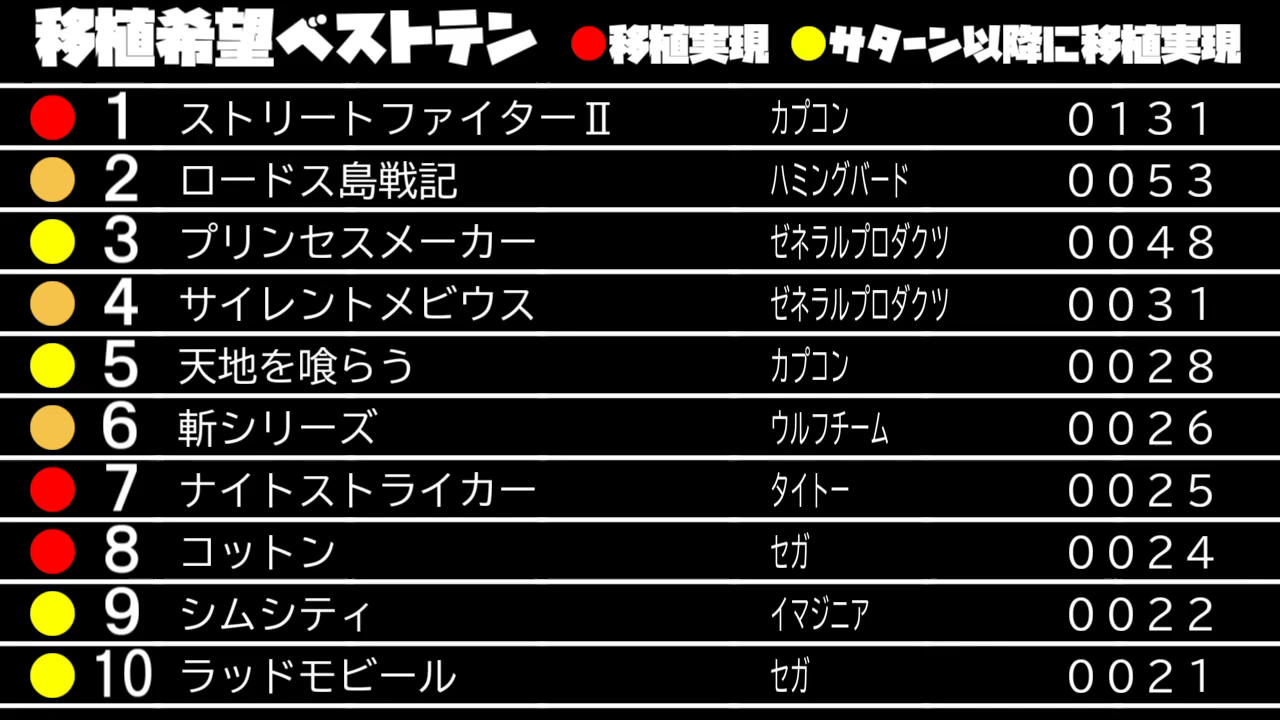 移植希望ベストテン ●移植実現 ●サターン以降に移植実現
1 ストリートファイターⅡ カプコン 0131
2 ロードス島戦記 ハミングバード 0053
3 プリンセスメーカー ゼネラルプロダクツ 0048
4 サイレントメビウス ゼネラルプロダクツ 0031
5 天地を喰らう カプコン 0028
6 斬シリーズ ウルフチーム 0026
7 ナイトストライカー タイトー 0025
8 コットン セガ 0024
9 シムシティ イマジニア 0022
10 ラッドモビール セガ 0021